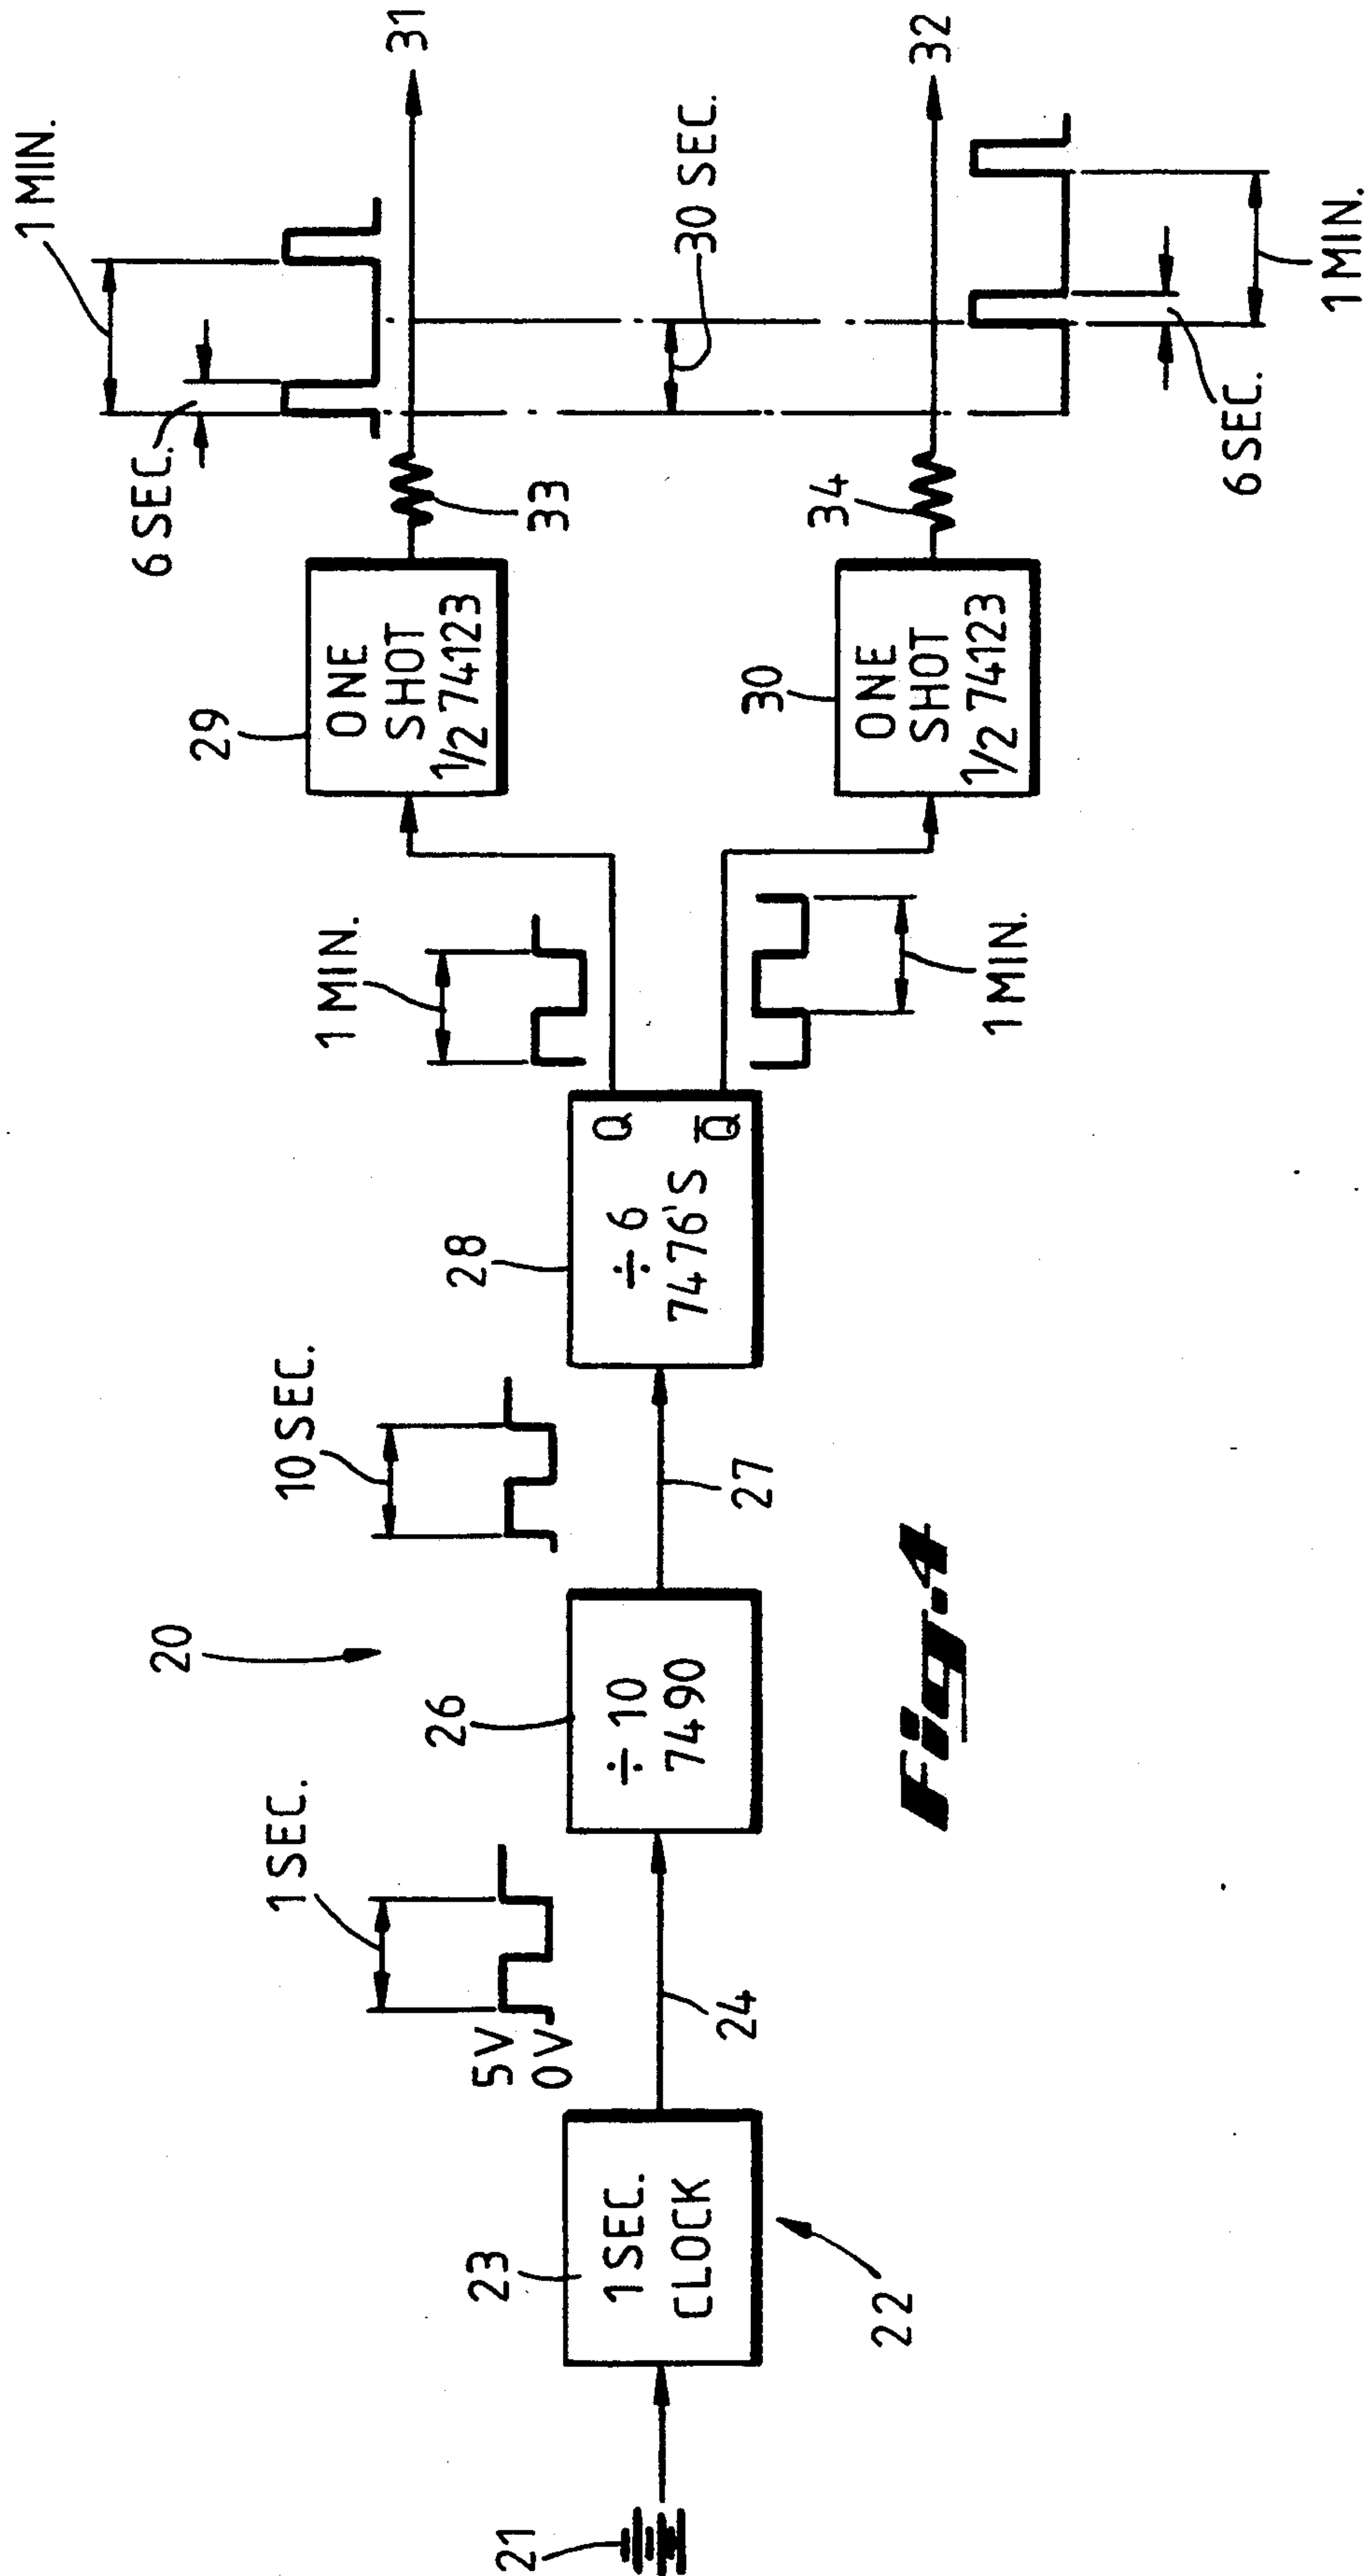 21
23
1 SEC.
CLOCK
22
5V
0V
1 SEC.
24
20
26
÷ 10
7490
10 SEC.
27
28
÷ 6
7476'S
Q
Q̅
1 MIN.
1 MIN.
29
ONE
SHOT
1/2 74123
30
ONE
SHOT
1/2 74123
33
34
6 SEC.
1 MIN.
31
30 SEC.
32
6 SEC.
1 MIN.
Fig.4